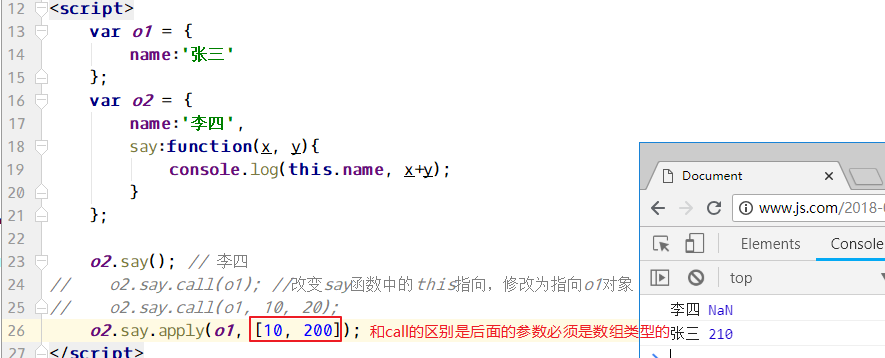 12 <script>
13 var o1 = {
14 name:'张三'
15 };
16 var o2 = {
17 name:'李四',
18 say:function(x, y){
19 console.log(this.name, x+y);
20 }
21 };
22
23 o2.say(); // 李四
24 // o2.say.call(o1); //改变say函数中的this指向，修改为指向o1对象
25 // o2.say.call(o1, 10, 20);
26 o2.say.apply(o1, [10, 200]); 和call的区别是后面的参数必须是数组类型的
27 </script>
Document ×
www.js.com/2018-
Elements Console
top
李四 NaN
张三 210